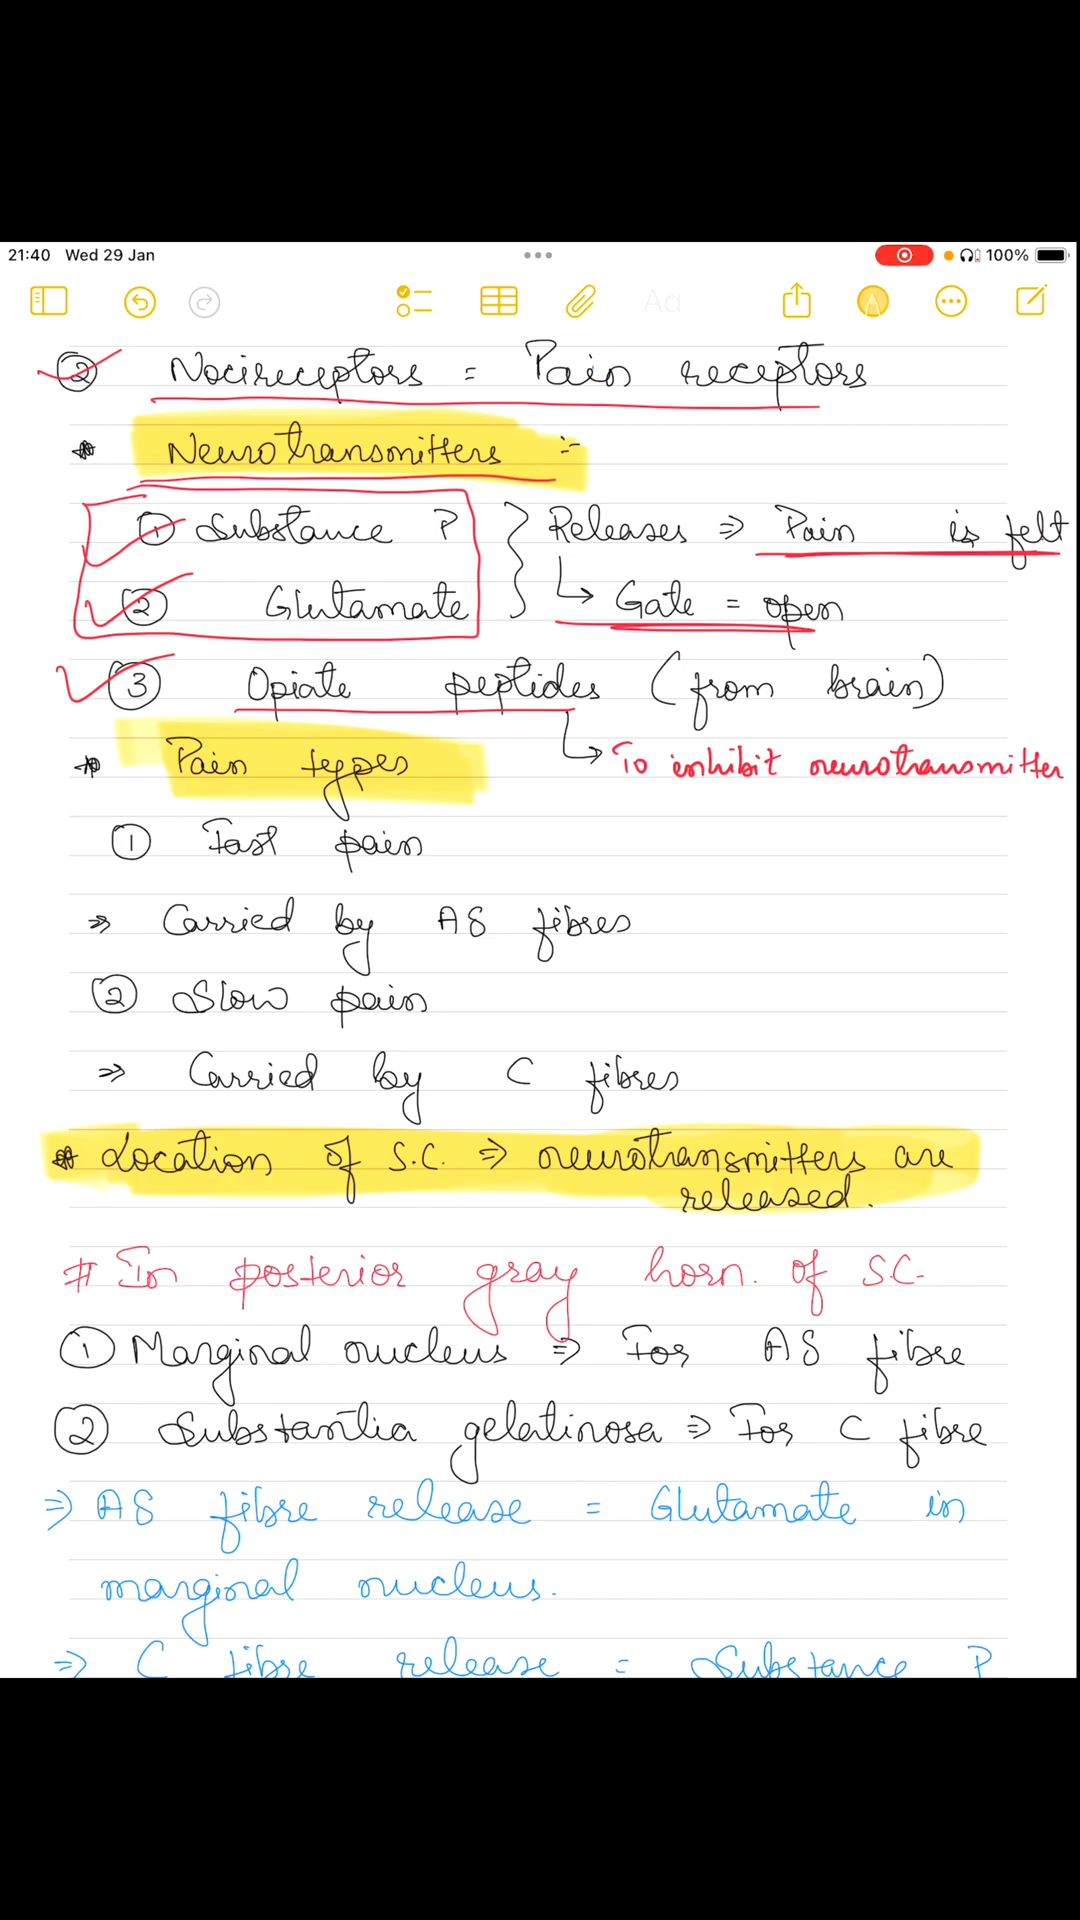 21:40 Wed 29 Jan
100%
Aa
② Nocireceptors = Pain receptors
* Neurotransmitters :-
① Substance P } Releases ⇒ Pain is felt
② Glutamate ↳ Gate = open
③ Opiate peptides (from brain)
↳ To inhibit neurotransmitter
* Pain types
① Fast pain
⇒ Carried by Aδ fibres
② Slow pain
⇒ Carried by C fibres
* Location of S.C. ⇒ neurotransmitters are
released.
# In posterior gray horn. of S.C.
① Marginal nucleus ⇒ For Aδ fibre
② Substantia gelatinosa ⇒ For C fibre
⇒ Aδ fibre release = Glutamate in
marginal nucleus.
⇒ C fibre release = Substance P